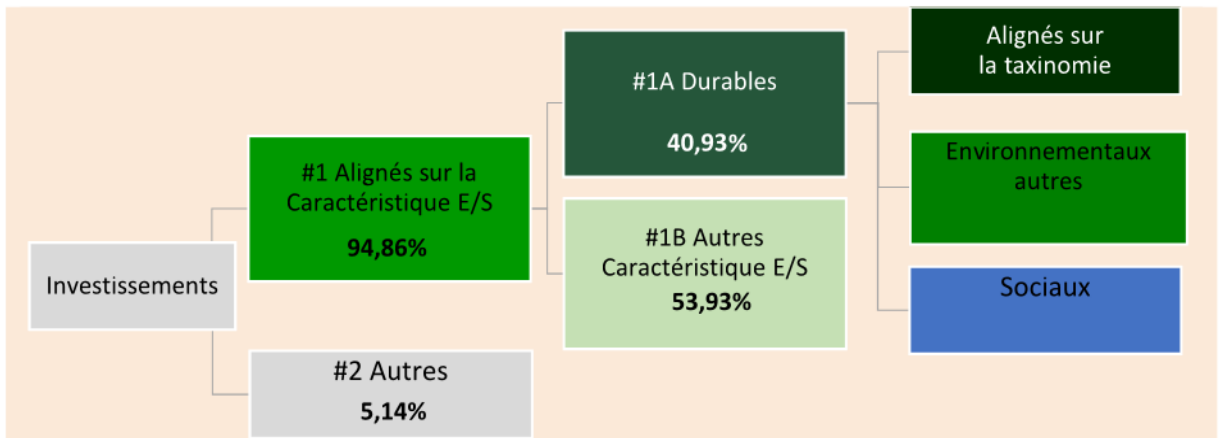 Investissements
#1 Alignés sur la
Caractéristique E/S
94,86%
#2 Autres
5,14%
#1A Durables
40,93%
#1B Autres
Caractéristique E/S
53,93%
Alignés sur
la taxinomie
Environnementaux
autres
Sociaux